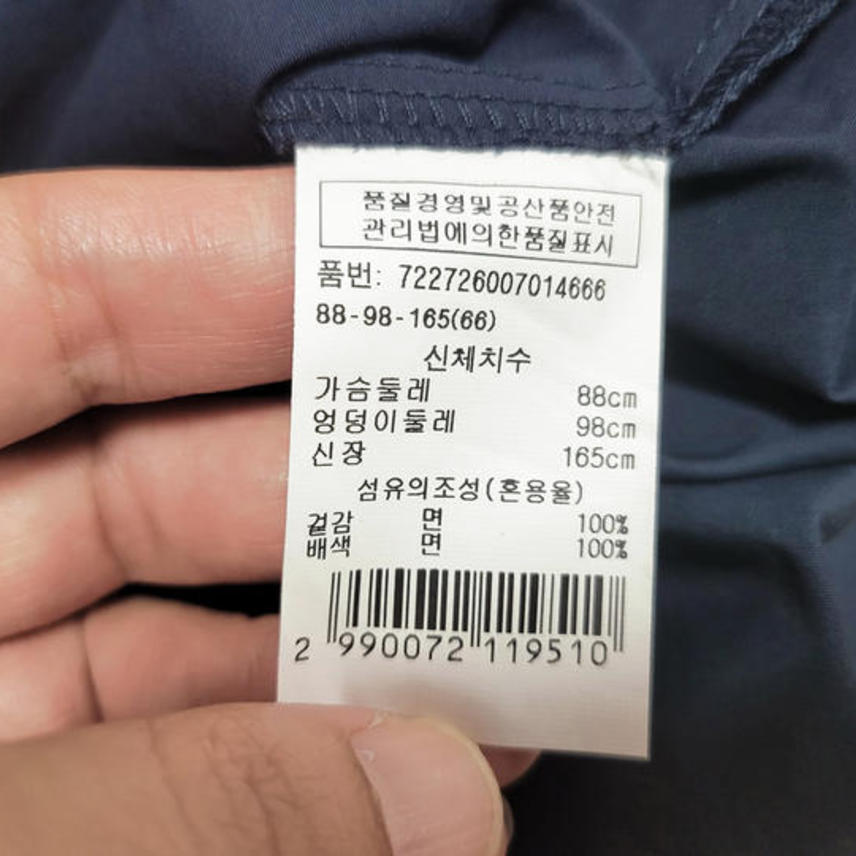 품질경영및공산품안전
관리법에의한품질표시
품번: 722726007014666
88-98-165(66)
신체치수
가슴둘레 88cm
엉덩이둘레 98cm
신장 165cm
섬유의조성(혼용율)
겉감 면 100%
배색 면 100%
2 990072 119510